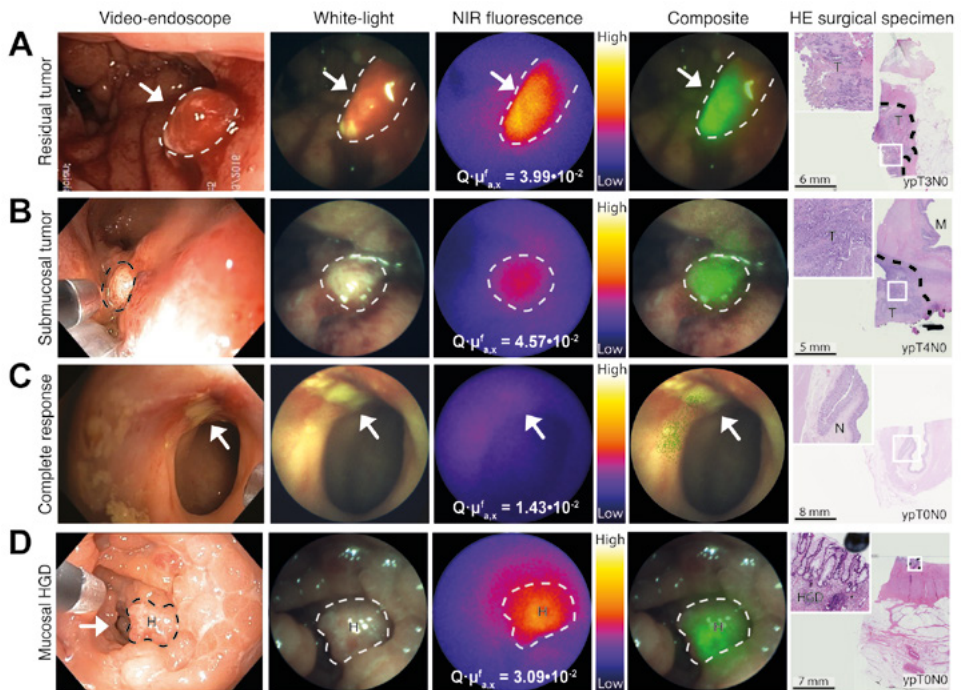 Video-endoscope White-light NIR fluorescence Composite HE surgical specimen
A
Residual tumor
High
Low
Q·μᶠa,x = 3.99•10⁻²
T
T
6 mm
ypT3N0
B
Submucosal tumor
High
Low
Q·μᶠa,x = 4.57•10⁻²
T
M
T
5 mm
ypT4N0
C
Complete response
High
Low
Q·μᶠa,x = 1.43•10⁻²
N
8 mm
ypT0N0
D
Mucosal HGD
H
H
High
H
Low
Q·μᶠa,x = 3.09•10⁻²
H
HGD
7 mm
ypT0N0